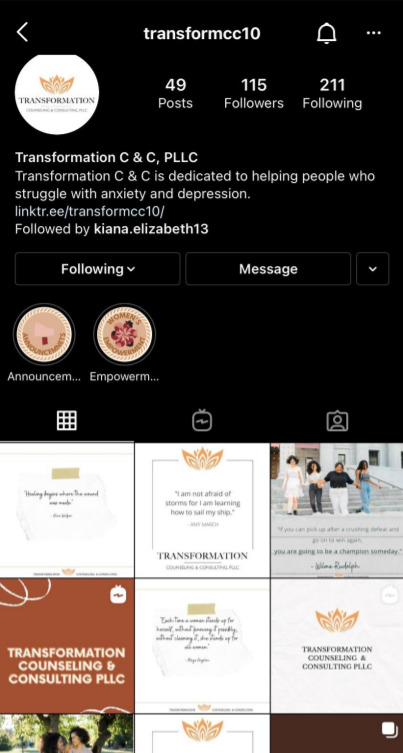 transformcc10
TRANSFORMATION
COUNSELING & CONSULTING, PLLC
49
Posts
115
Followers
211
Following
Transformation C & C, PLLC
Transformation C & C is dedicated to helping people who
struggle with anxiety and depression.
linktr.ee/transformcc10/
Followed by kiana.elizabeth13
Following
Message
ANNOUNCEMENTS
WOMEN'S
EMPOWERMENT
Announcem...
Empowerm...
"Healing begins where the wound
was made."
- Alice Walker
"I am not afraid of
storms for I am learning
how to sail my ship."
- AMY MARCH
TRANSFORMATION
COUNSELING & CONSULTING PLLC
"If you can pick up after a crushing defeat and
go on to win again,
you are going to be a champion someday."
- Wilma Rudolph
TRANSFORMATION
COUNSELING &
CONSULTING PLLC
"Each time a woman stands up for
herself, without knowing it possibly,
without claiming it, she stands up for
all women."
- Maya Angelou
TRANSFORMATION
COUNSELING &
CONSULTING PLLC